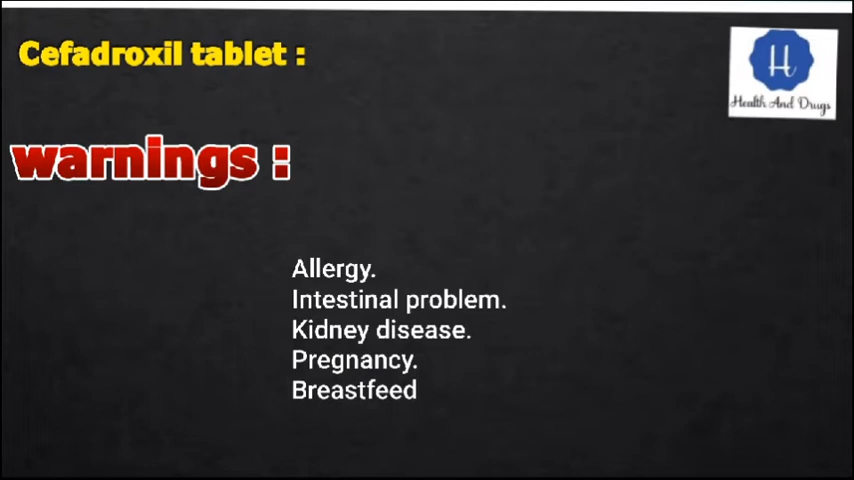 Cefadroxil tablet :
H
Health And Drugs
warnings :
Allergy.
Intestinal problem.
Kidney disease.
Pregnancy.
Breastfeed